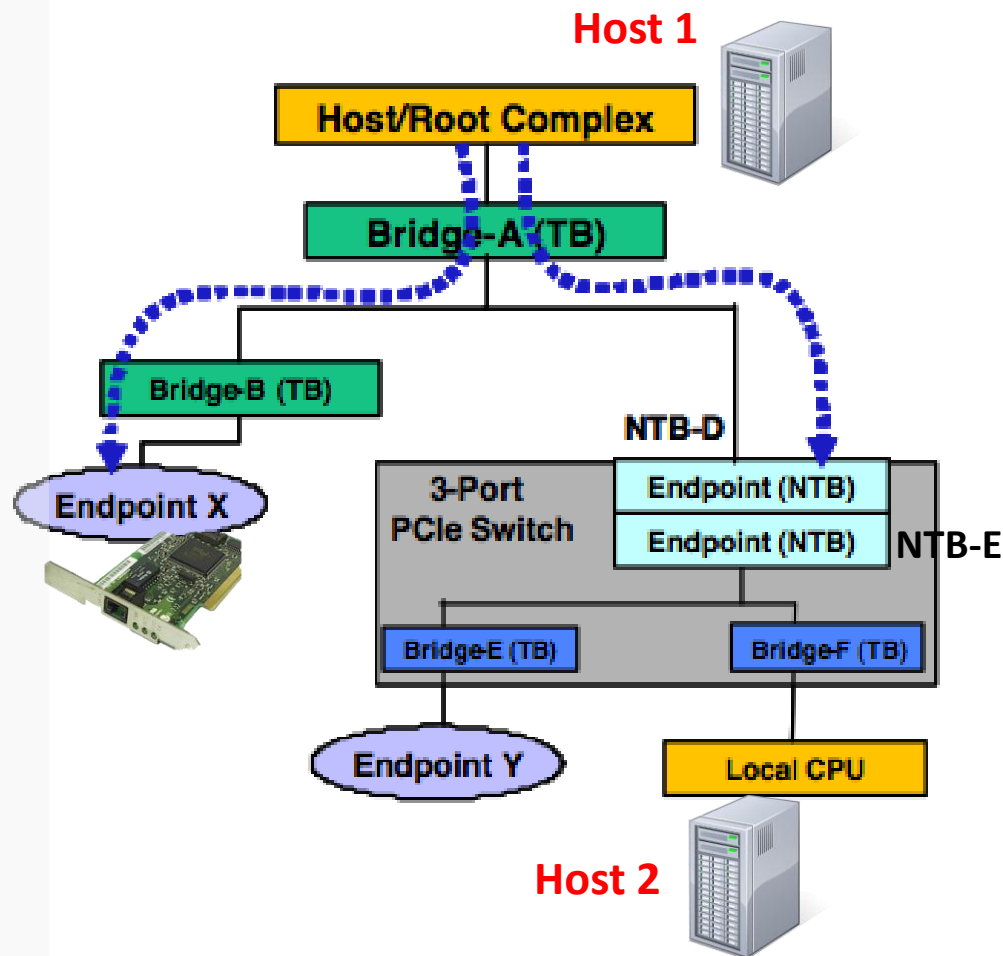 Host 1
Host/Root Complex
Bridge-A (TB)
Bridge-B (TB)
NTB-D
Endpoint X
3-Port
PCIe Switch
Endpoint (NTB)
Endpoint (NTB)
NTB-E
Bridge-E (TB)
Bridge-F (TB)
Endpoint Y
Local CPU
Host 2